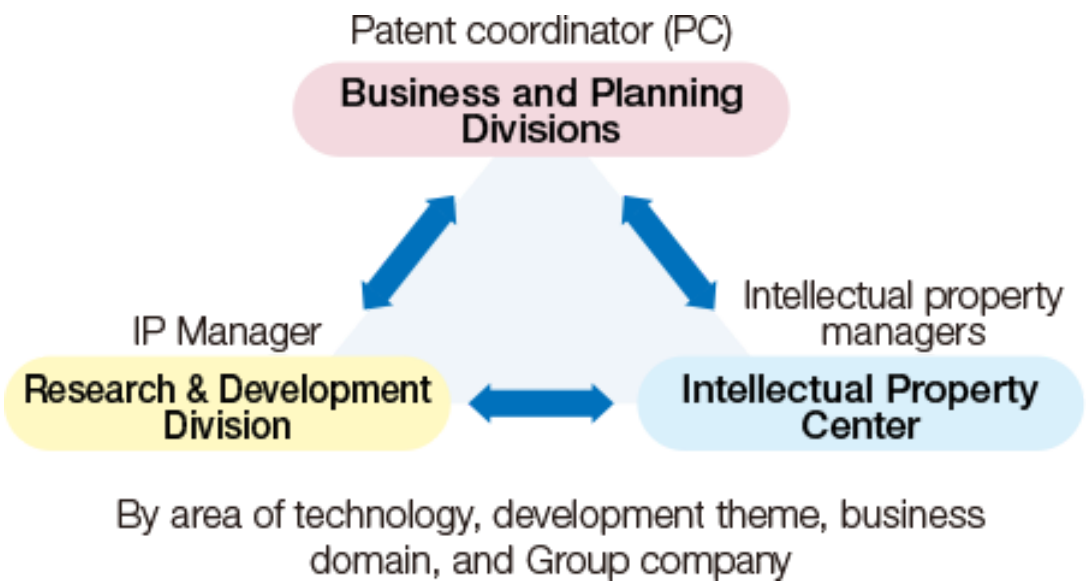 Patent coordinator (PC)
Business and Planning
Divisions
IP Manager
Research & Development
Division
Intellectual property
managers
Intellectual Property
Center
By area of technology, development theme, business
domain, and Group company